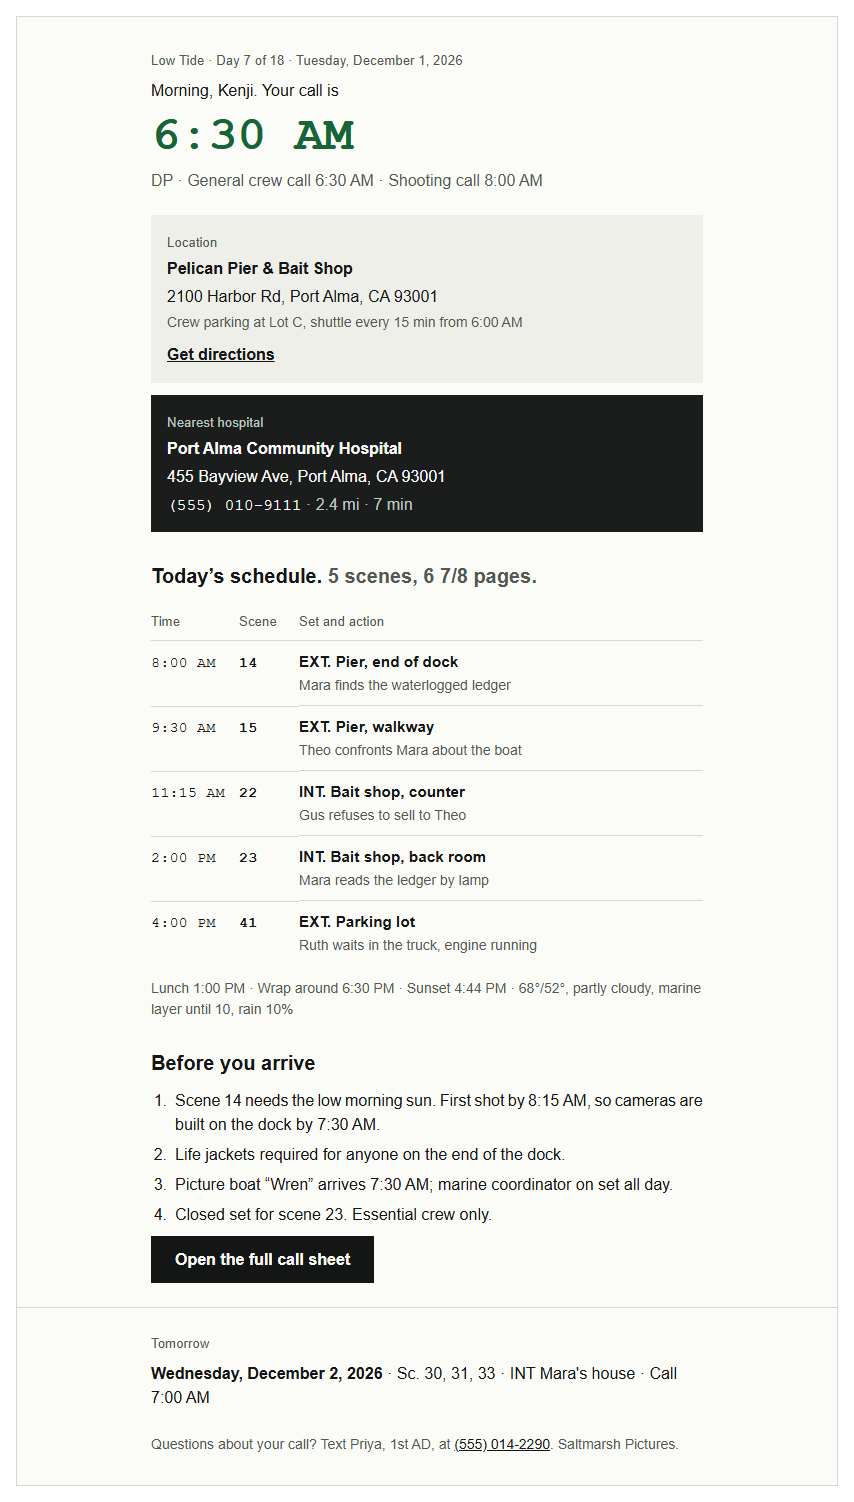 Low Tide · Day 7 of 18 · Tuesday, December 1, 2026
Morning, Kenji. Your call is
6:30 AM
DP · General crew call 6:30 AM · Shooting call 8:00 AM
Location
Pelican Pier & Bait Shop
2100 Harbor Rd, Port Alma, CA 93001
Crew parking at Lot C, shuttle every 15 min from 6:00 AM
Get directions
Nearest hospital
Port Alma Community Hospital
455 Bayview Ave, Port Alma, CA 93001
(555) 010-9111 · 2.4 mi · 7 min
Today’s schedule. 5 scenes, 6 7/8 pages.
Time Scene Set and action
8:00 AM 14 EXT. Pier, end of dock
Mara finds the waterlogged ledger
9:30 AM 15 EXT. Pier, walkway
Theo confronts Mara about the boat
11:15 AM 22 INT. Bait shop, counter
Gus refuses to sell to Theo
2:00 PM 23 INT. Bait shop, back room
Mara reads the ledger by lamp
4:00 PM 41 EXT. Parking lot
Ruth waits in the truck, engine running
Lunch 1:00 PM · Wrap around 6:30 PM · Sunset 4:44 PM · 68°/52°, partly cloudy, marine
layer until 10, rain 10%
Before you arrive
1. Scene 14 needs the low morning sun. First shot by 8:15 AM, so cameras are
built on the dock by 7:30 AM.
2. Life jackets required for anyone on the end of the dock.
3. Picture boat “Wren” arrives 7:30 AM; marine coordinator on set all day.
4. Closed set for scene 23. Essential crew only.
Open the full call sheet
Tomorrow
Wednesday, December 2, 2026 · Sc. 30, 31, 33 · INT Mara's house · Call
7:00 AM
Questions about your call? Text Priya, 1st AD, at (555) 014-2290. Saltmarsh Pictures.